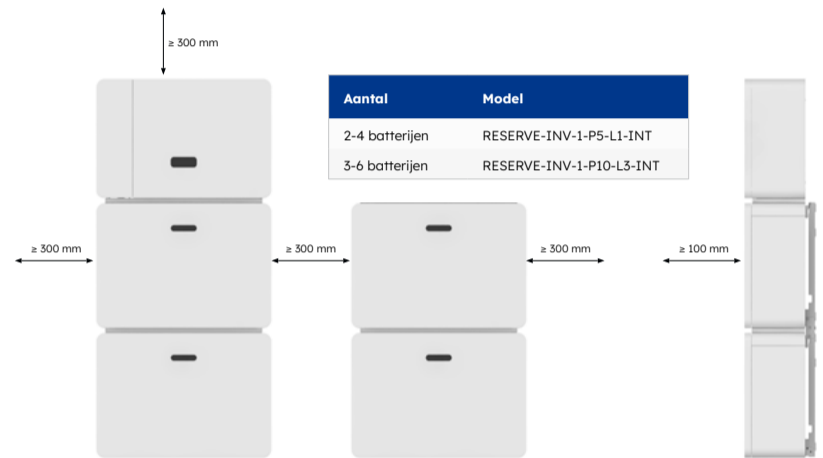 ≥ 300 mm
Aantal Model
2-4 batterijen RESERVE-INV-1-P5-L1-INT
3-6 batterijen RESERVE-INV-1-P10-L3-INT
≥ 300 mm ≥ 300 mm ≥ 300 mm ≥ 100 mm